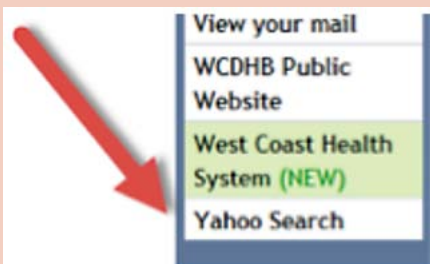 View your mail
WCDHB Public
Website
West Coast Health
System (NEW)
Yahoo Search